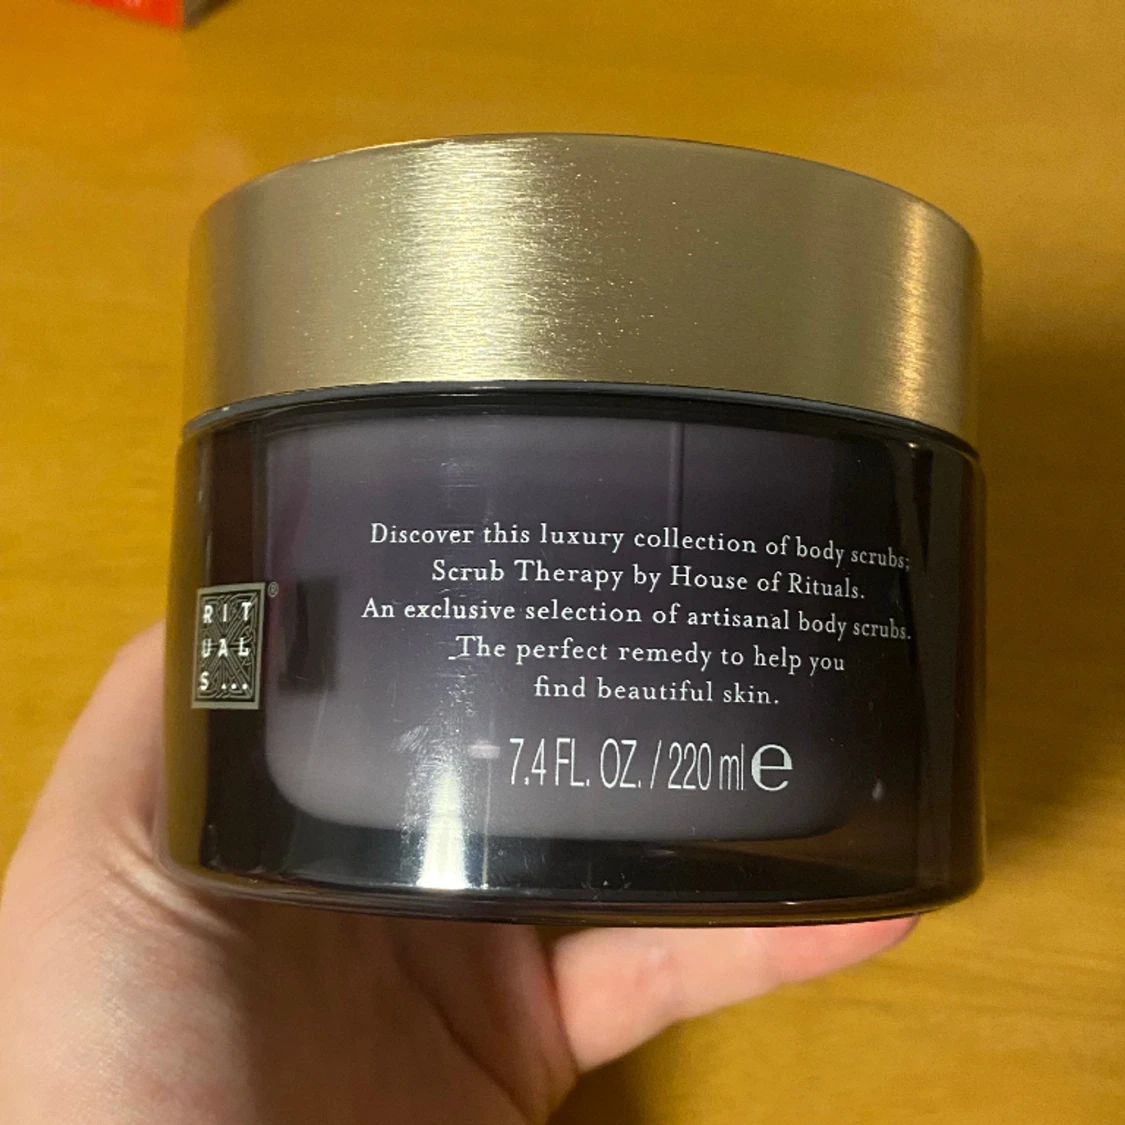 Discover this luxury collection of body scrubs;
Scrub Therapy by House of Rituals.
An exclusive selection of artisanal body scrubs.
The perfect remedy to help you
find beautiful skin.
7.4 FL. OZ. / 220 ml ℮
RIT
UAL
S...
®